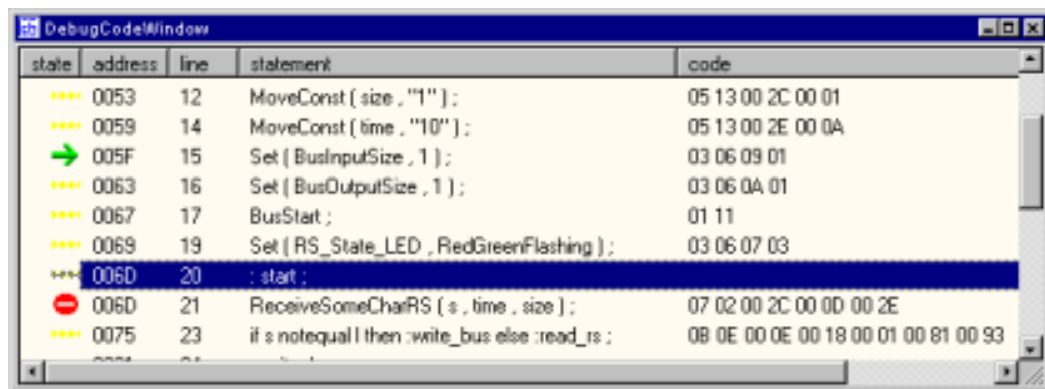 DebugCodeWindow
state address line statement code
0053 12 MoveConst ( size , "1" ) ; 05 13 00 2C 00 01
0059 14 MoveConst ( time , "10" ) ; 05 13 00 2E 00 0A
005F 15 Set ( BusInputSize , 1 ) ; 03 06 09 01
0063 16 Set ( BusOutputSize , 1 ) ; 03 06 0A 01
0067 17 BusStart ; 01 11
0069 19 Set ( RS_State_LED , RedGreenFlashing ) ; 03 06 07 03
006D 20 : start ;
006D 21 ReceiveSomeCharRS ( s , time , size ) ; 07 02 00 2C 00 0D 00 2E
0075 23 if s notequal l then :write_bus else :read_rs ; 0B 0E 00 0E 00 18 00 01 00 81 00 93